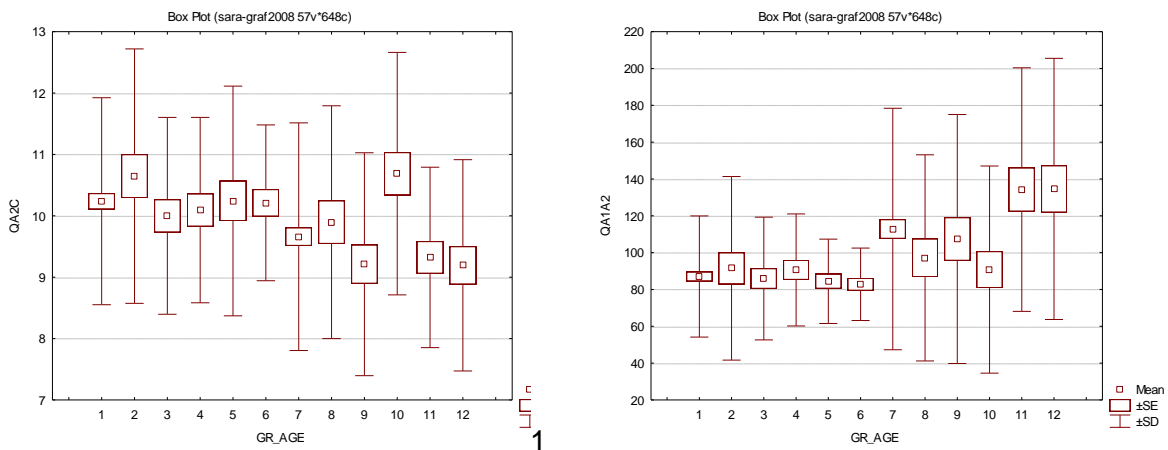 Box Plot (sara-graf2008 57v*648c)
QA2C
13
12
11
10
9
8
7
1 2 3 4 5 6 7 8 9 10 11 12
GR_AGE
1
Box Plot (sara-graf2008 57v*648c)
QA1A2
220
200
180
160
140
120
100
80
60
40
20
1 2 3 4 5 6 7 8 9 10 11 12
GR_AGE
Mean
±SE
±SD